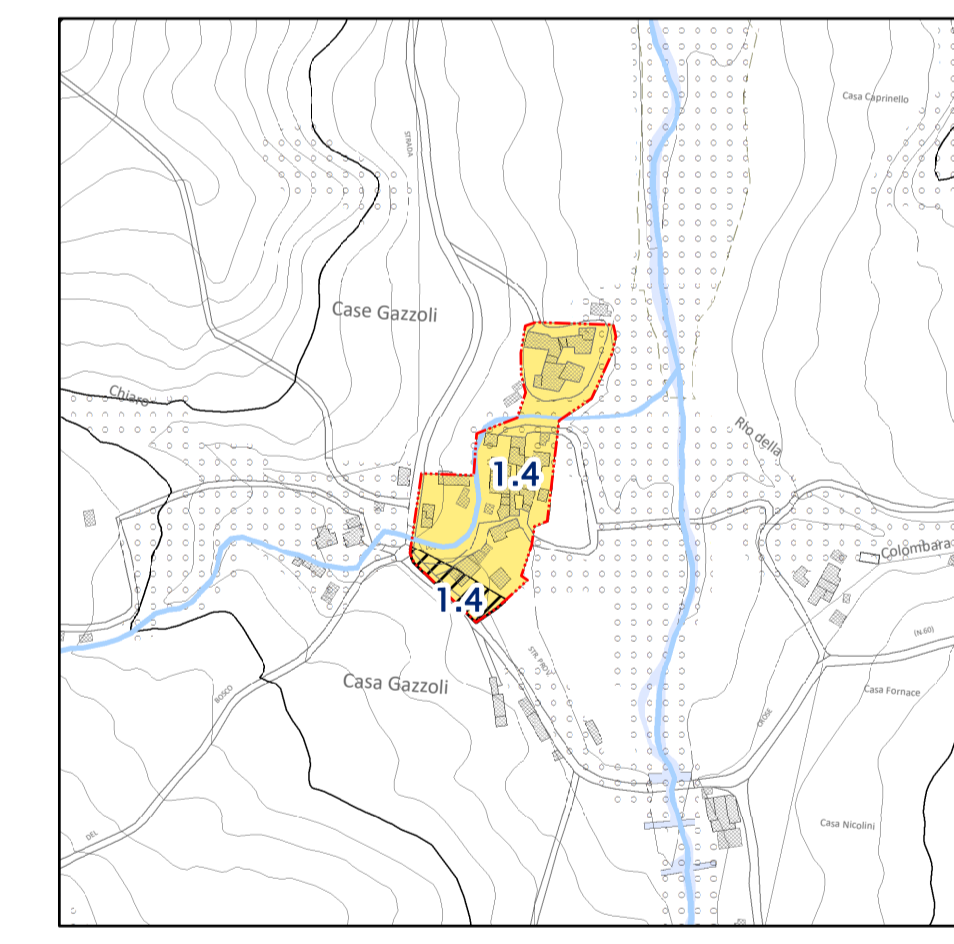 Casa Caprinello
STRADA
Case Gazzoli
Chiaro
Rio della
1.4
Colombara
1.4
(N.60)
STR. PROV.
Casa Gazzoli
BOSCO
Casa Fornace
CROSE
Casa Nicolini
DEL